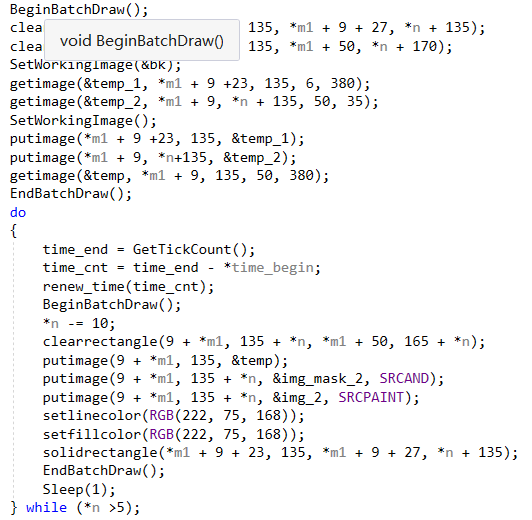 BeginBatchDraw();
clea 135, *m1 + 9 + 27, *n + 135);
void BeginBatchDraw()
clea 135, *m1 + 50, *n + 170);
SetWorkingImage(&bk);
getimage(&temp_1, *m1 + 9 +23, 135, 6, 380);
getimage(&temp_2, *m1 + 9, *n + 135, 50, 35);
SetWorkingImage();
putimage(*m1 + 9 +23, 135, &temp_1);
putimage(*m1 + 9, *n+135, &temp_2);
getimage(&temp, *m1 + 9, 135, 50, 380);
EndBatchDraw();
do
{
time_end = GetTickCount();
time_cnt = time_end - *time_begin;
renew_time(time_cnt);
BeginBatchDraw();
*n -= 10;
clearrectangle(9 + *m1, 135 + *n, *m1 + 50, 165 + *n);
putimage(9 + *m1, 135, &temp);
putimage(9 + *m1, 135 + *n, &img_mask_2, SRCAND);
putimage(9 + *m1, 135 + *n, &img_2, SRCPAINT);
setlinecolor(RGB(222, 75, 168));
setfillcolor(RGB(222, 75, 168));
solidrectangle(*m1 + 9 + 23, 135, *m1 + 9 + 27, *n + 135);
EndBatchDraw();
Sleep(1);
} while (*n >5);